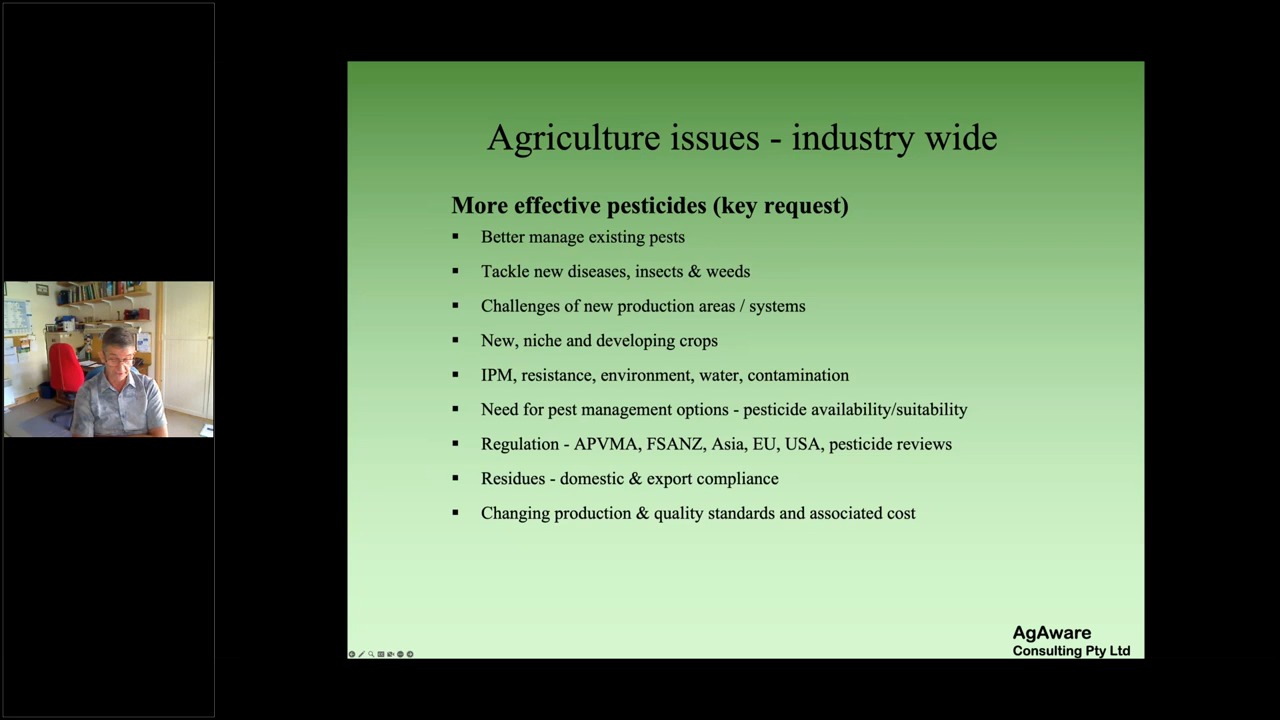 Agriculture issues - industry wide
More effective pesticides (key request)
▪ Better manage existing pests
▪ Tackle new diseases, insects & weeds
▪ Challenges of new production areas / systems
▪ New, niche and developing crops
▪ IPM, resistance, environment, water, contamination
▪ Need for pest management options - pesticide availability/suitability
▪ Regulation - APVMA, FSANZ, Asia, EU, USA, pesticide reviews
▪ Residues - domestic & export compliance
▪ Changing production & quality standards and associated cost
AgAware
Consulting Pty Ltd